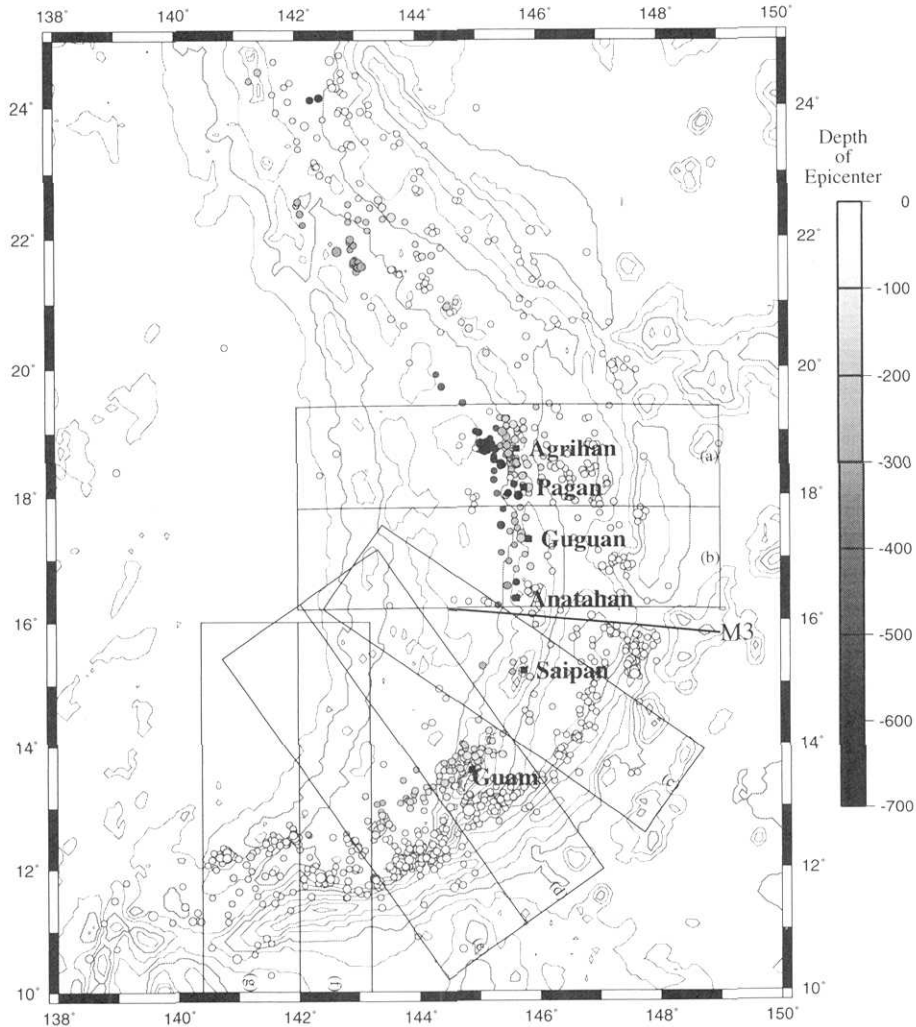 138° 140° 142° 144° 146° 148° 150°
24° 24°
Depth
of
Epicenter
0
22° 22°
-100
-200
20° 20°
-300
Agrihan (a)
-400
Pagan
18° 18°
Guguan (b)
-500
Anatahan
16° 16°
M3
Saipan
-600
14° 14°
(c)
Guam
-700
12° 12°
(d)
(e)
(g) (f)
10° 10°
138° 140° 142° 144° 146° 148° 150°